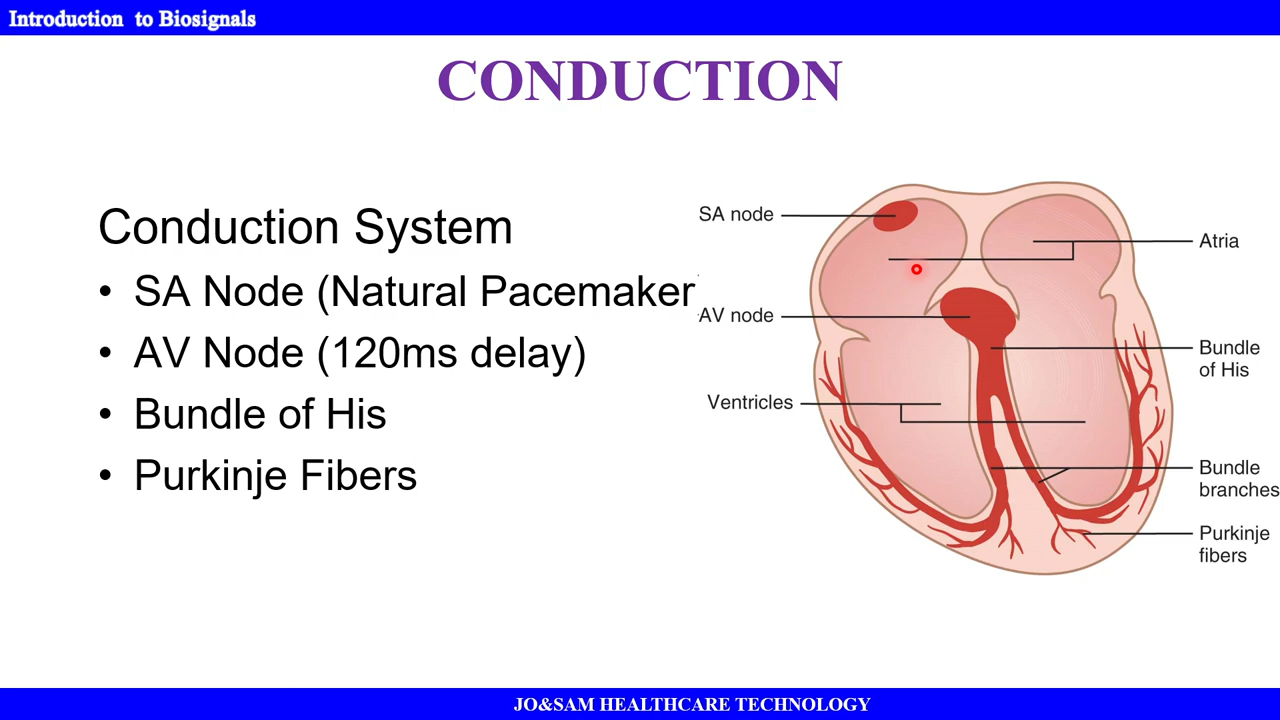 Introduction to Biosignals
CONDUCTION
Conduction System
• SA Node (Natural Pacemaker
• AV Node (120ms delay)
• Bundle of His
• Purkinje Fibers
SA node
AV node
Ventricles
Atria
Bundle
of His
Bundle
branches
Purkinje
fibers
JO&SAM HEALTHCARE TECHNOLOGY